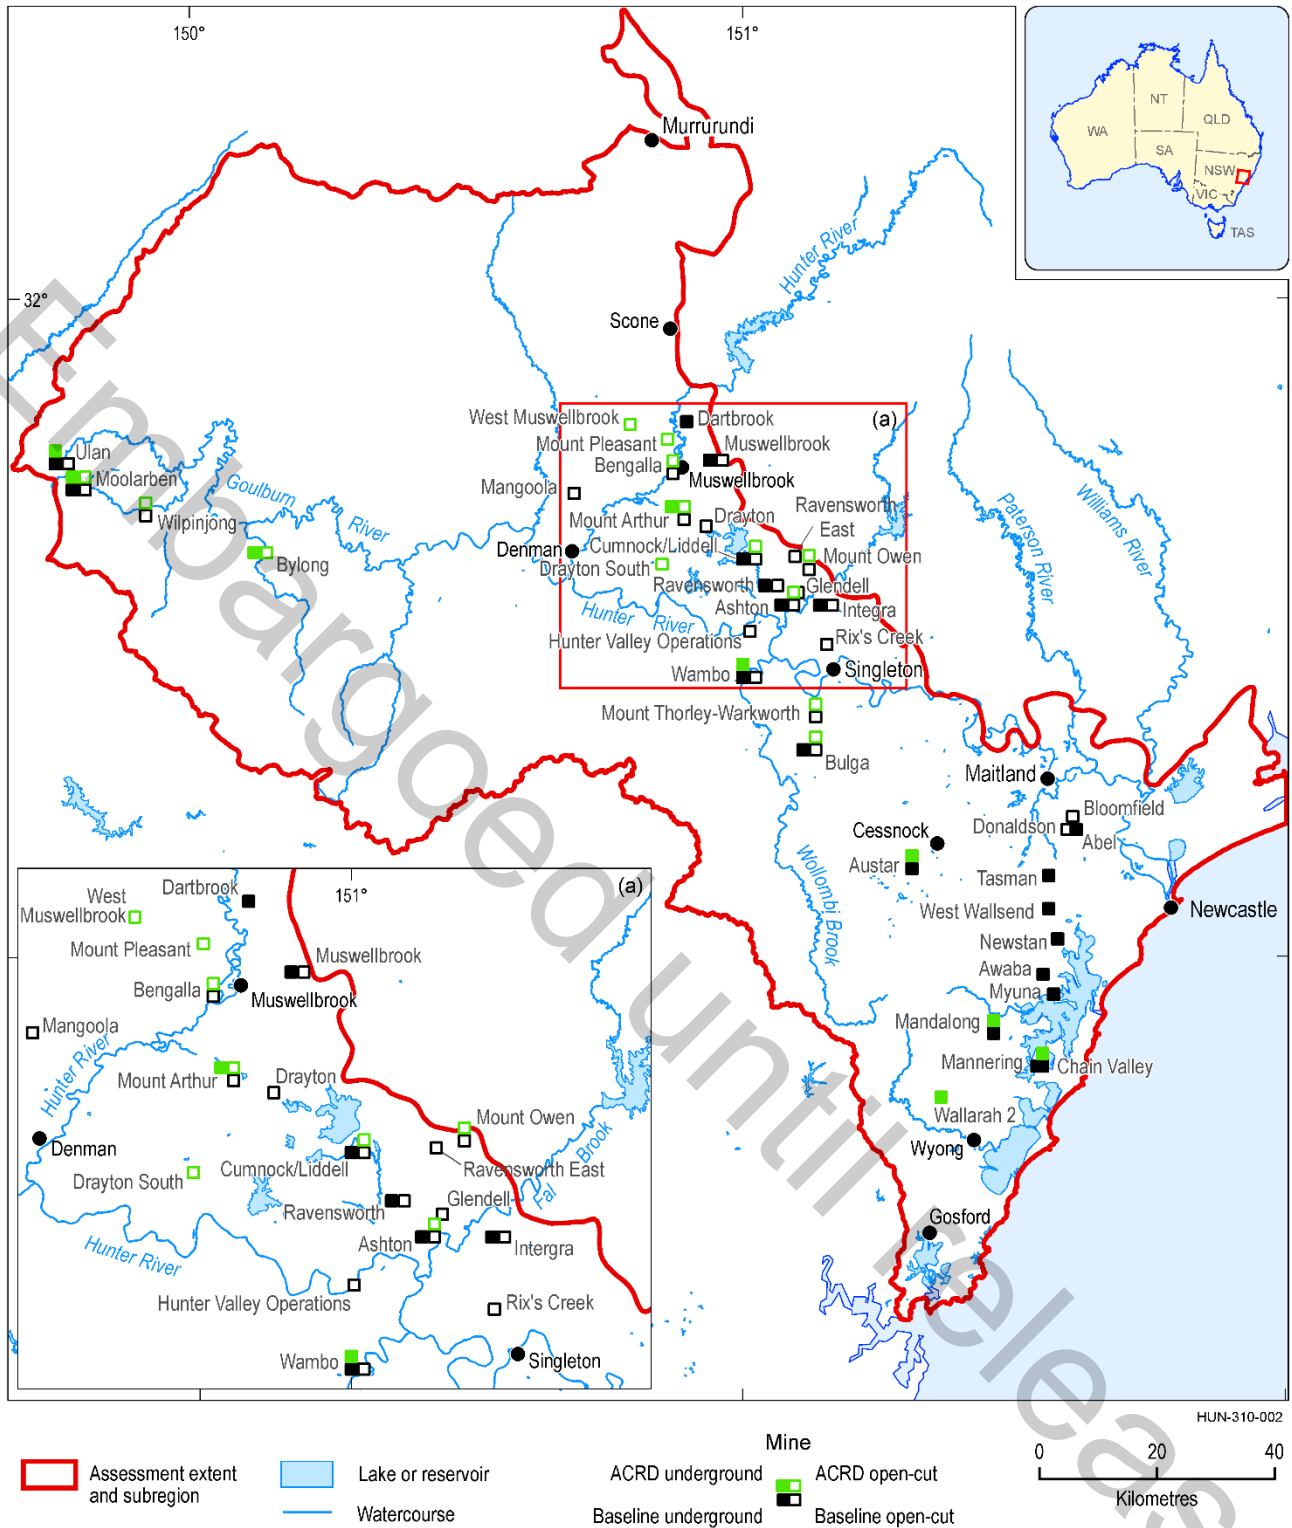 150°
151°
Murrurundi
32°
Scone
Hunter River
(a)
West Muswellbrook
Dartbrook
Mount Pleasant
Muswellbrook
Bengalla
Muswellbrook
Mangoola
Ulan
Moolarben
Goulburn
River
Wilpinjong
Bylong
Ravensworth
East
Mount Arthur
Drayton
Denman
Cumnock/Liddell
Mount Owen
Drayton South
Ravensworth
Glendell
Ashton
Integra
Hunter River
Hunter Valley Operations
Rix's Creek
Wambo
Singleton
Paterson River
Williams River
Mount Thorley-Warkworth
Bulga
Maitland
Bloomfield
Donaldson
Abel
Cessnock
Austar
Tasman
West Wallsend
Newcastle
Wollombi Brook
Newstan
Awaba
Myuna
Mandalong
Mannering
Chain Valley
Wallarah 2
Wyong
Gosford
WA
NT
QLD
SA
NSW
VIC
TAS
(a)
151°
Dartbrook
West
Muswellbrook
Mount Pleasant
Muswellbrook
Bengalla
Muswellbrook
Mangoola
Hunter River
Mount Arthur
Drayton
Mount Owen
Denman
Cumnock/Liddell
Ravensworth East
Drayton South
Fal Brook
Glendell
Ravensworth
Ashton
Intergra
Hunter River
Hunter Valley Operations
Rix's Creek
Wambo
Singleton
Embargoed until releas
HUN-310-002
Assessment extent
and subregion
Lake or reservoir
Watercourse
Mine
ACRD underground
ACRD open-cut
Baseline underground
Baseline open-cut
0 20 40
Kilometres